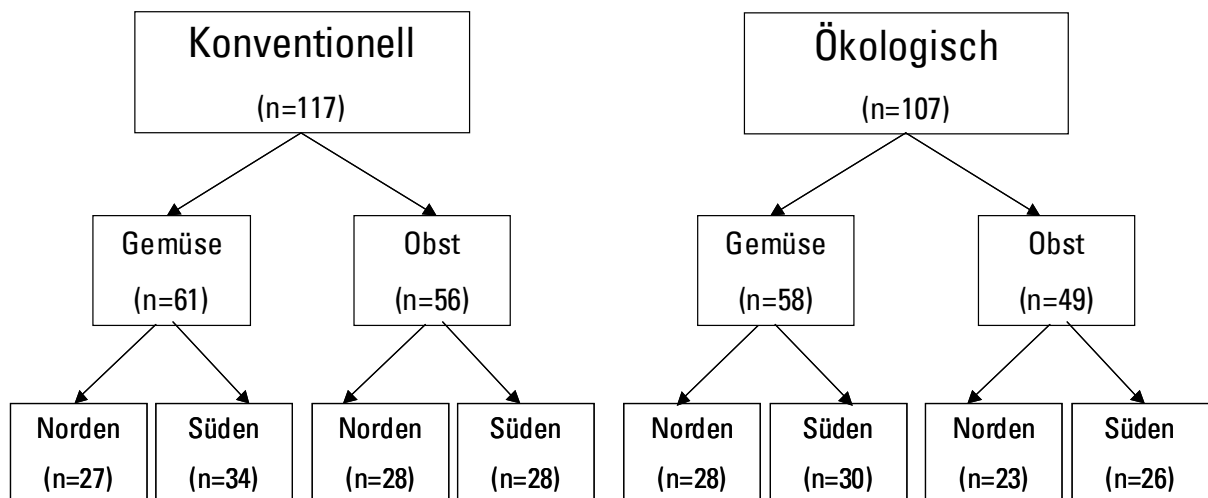 Konventionell
(n=117)
Ökologisch
(n=107)
Gemüse
(n=61)
Obst
(n=56)
Gemüse
(n=58)
Obst
(n=49)
Norden
(n=27)
Süden
(n=34)
Norden
(n=28)
Süden
(n=28)
Norden
(n=28)
Süden
(n=30)
Norden
(n=23)
Süden
(n=26)